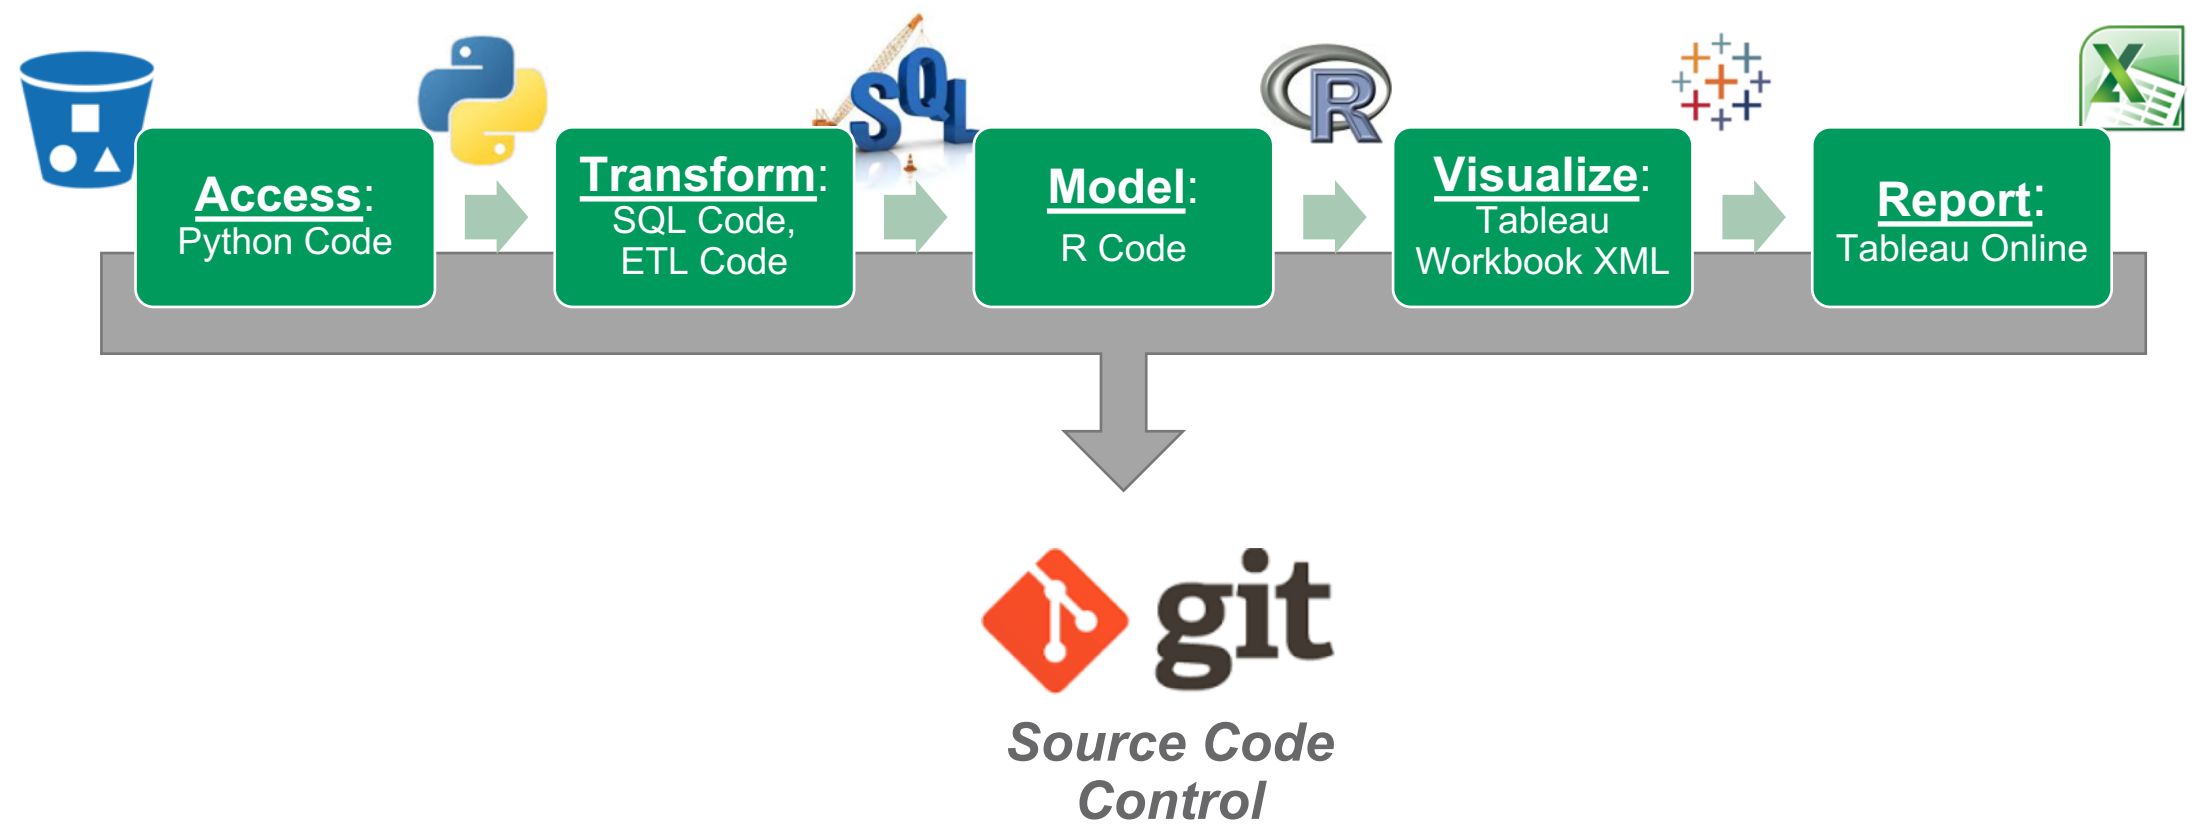 SQL
R
X
Access:
Python Code
Transform:
SQL Code,
ETL Code
Model:
R Code
Visualize:
Tableau
Workbook XML
Report:
Tableau Online
git
Source Code
Control